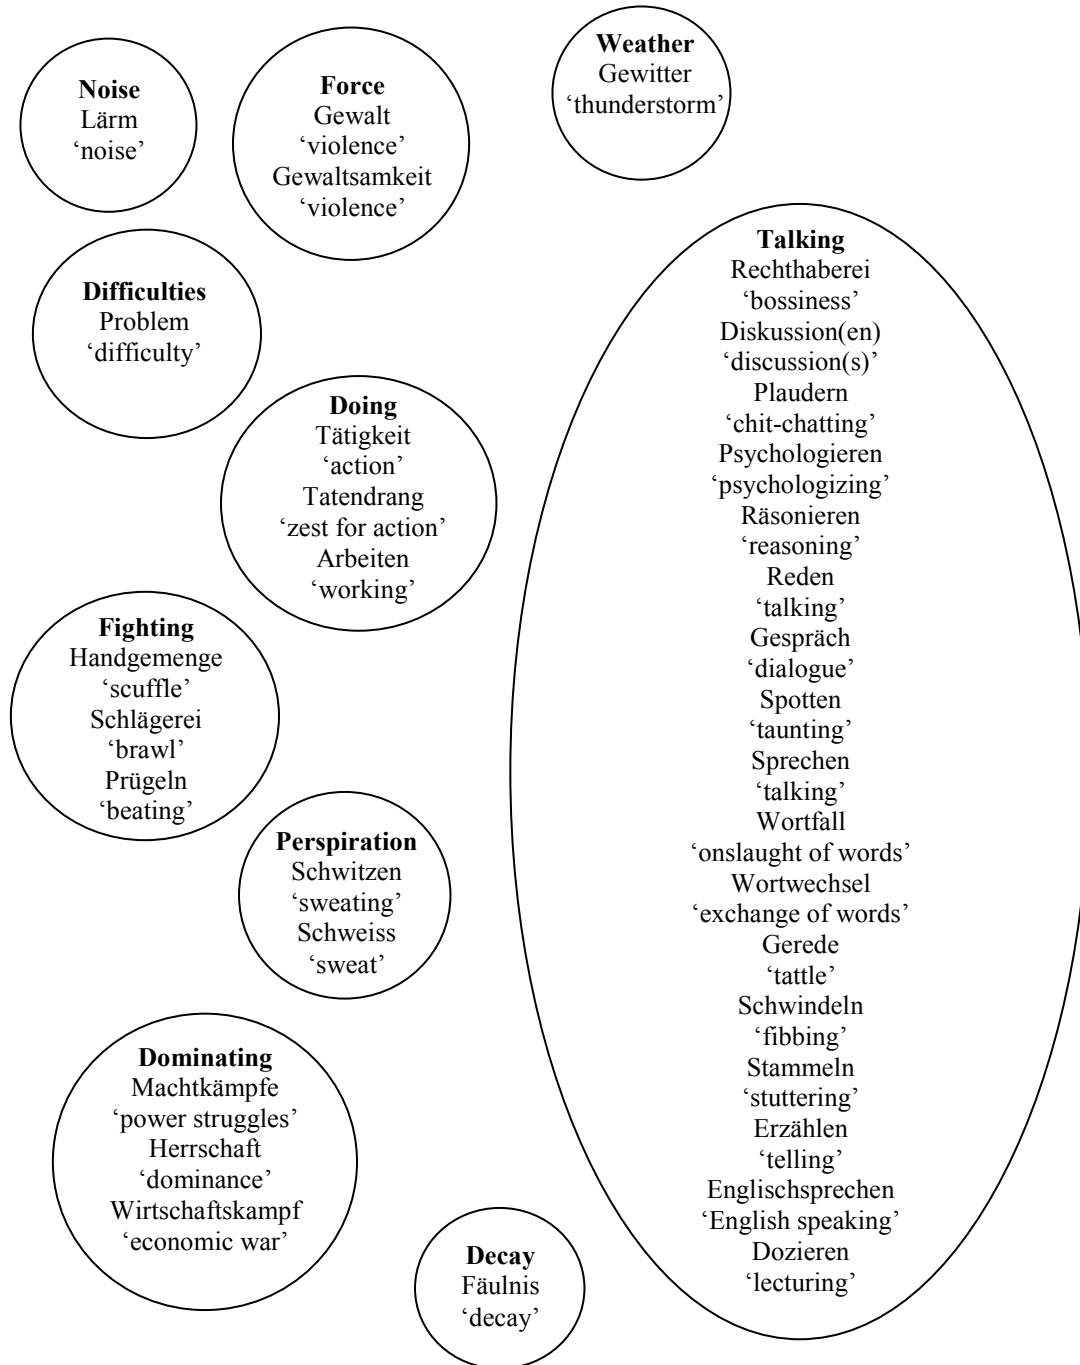 Noise
Lärm
‘noise’
Force
Gewalt
‘violence’
Gewaltsamkeit
‘violence’
Weather
Gewitter
‘thunderstorm’
Difficulties
Problem
‘difficulty’
Doing
Tätigkeit
‘action’
Tatendrang
‘zest for action’
Arbeiten
‘working’
Fighting
Handgemenge
‘scuffle’
Schlägerei
‘brawl’
Prügeln
‘beating’
Perspiration
Schwitzen
‘sweating’
Schweiss
‘sweat’
Dominating
Machtkämpfe
‘power struggles’
Herrschaft
‘dominance’
Wirtschaftskampf
‘economic war’
Decay
Fäulnis
‘decay’
Talking
Rechthaberei
‘bossiness’
Diskussion(en)
‘discussion(s)’
Plaudern
‘chit-chatting’
Psychologieren
‘psychologizing’
Räsonieren
‘reasoning’
Reden
‘talking’
Gespräch
‘dialogue’
Spotten
‘taunting’
Sprechen
‘talking’
Wortfall
‘onslaught of words’
Wortwechsel
‘exchange of words’
Gerede
‘tattle’
Schwindeln
‘fibbing’
Stammeln
‘stuttering’
Erzählen
‘telling’
Englischsprechen
‘English speaking’
Dozieren
‘lecturing’